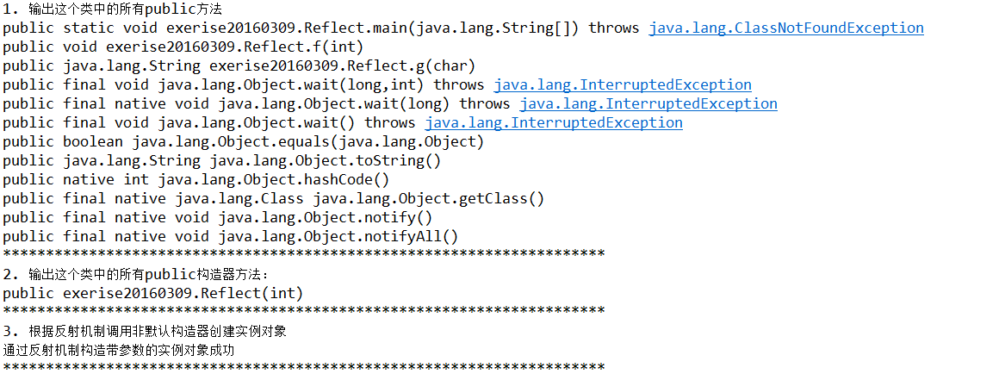 1. 输出这个类中的所有public方法
public static void exerise20160309.Reflect.main(java.lang.String[]) throws java.lang.ClassNotFoundException
public void exerise20160309.Reflect.f(int)
public java.lang.String exerise20160309.Reflect.g(char)
public final void java.lang.Object.wait(long,int) throws java.lang.InterruptedException
public final native void java.lang.Object.wait(long) throws java.lang.InterruptedException
public final void java.lang.Object.wait() throws java.lang.InterruptedException
public boolean java.lang.Object.equals(java.lang.Object)
public java.lang.String java.lang.Object.toString()
public native int java.lang.Object.hashCode()
public final native java.lang.Class java.lang.Object.getClass()
public final native void java.lang.Object.notify()
public final native void java.lang.Object.notifyAll()
**********************************************************************
2. 输出这个类中的所有public构造器方法:
public exerise20160309.Reflect(int)
**********************************************************************
3. 根据反射机制调用非默认构造器创建实例对象
通过反射机制构造带参数的实例对象成功
**********************************************************************